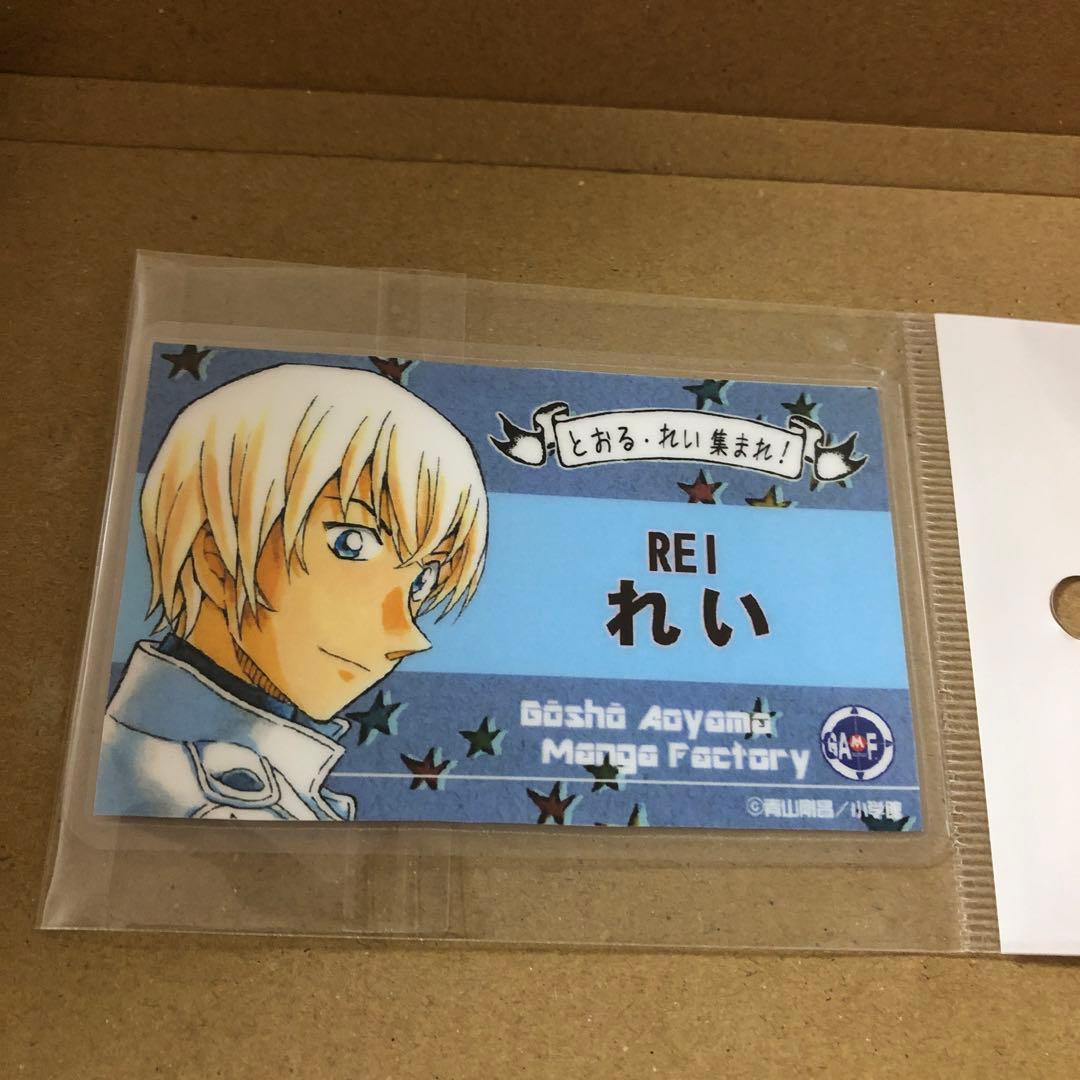 とおる・れい 集まれ!
REI
れい
Gōshō Aoyama
Manga Factory
GAMF.
©青山剛昌／小学館